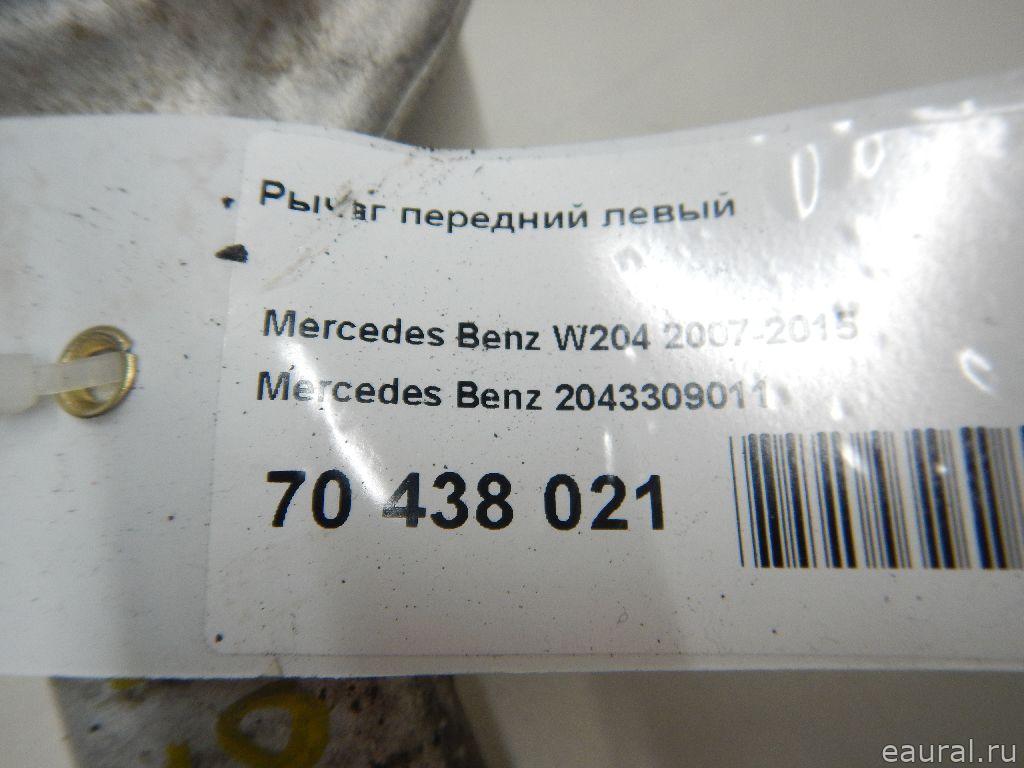 Рычаг передний левый
Mercedes Benz W204 2007-2015
Mercedes Benz 2043309011
70 438 021
eaural.ru